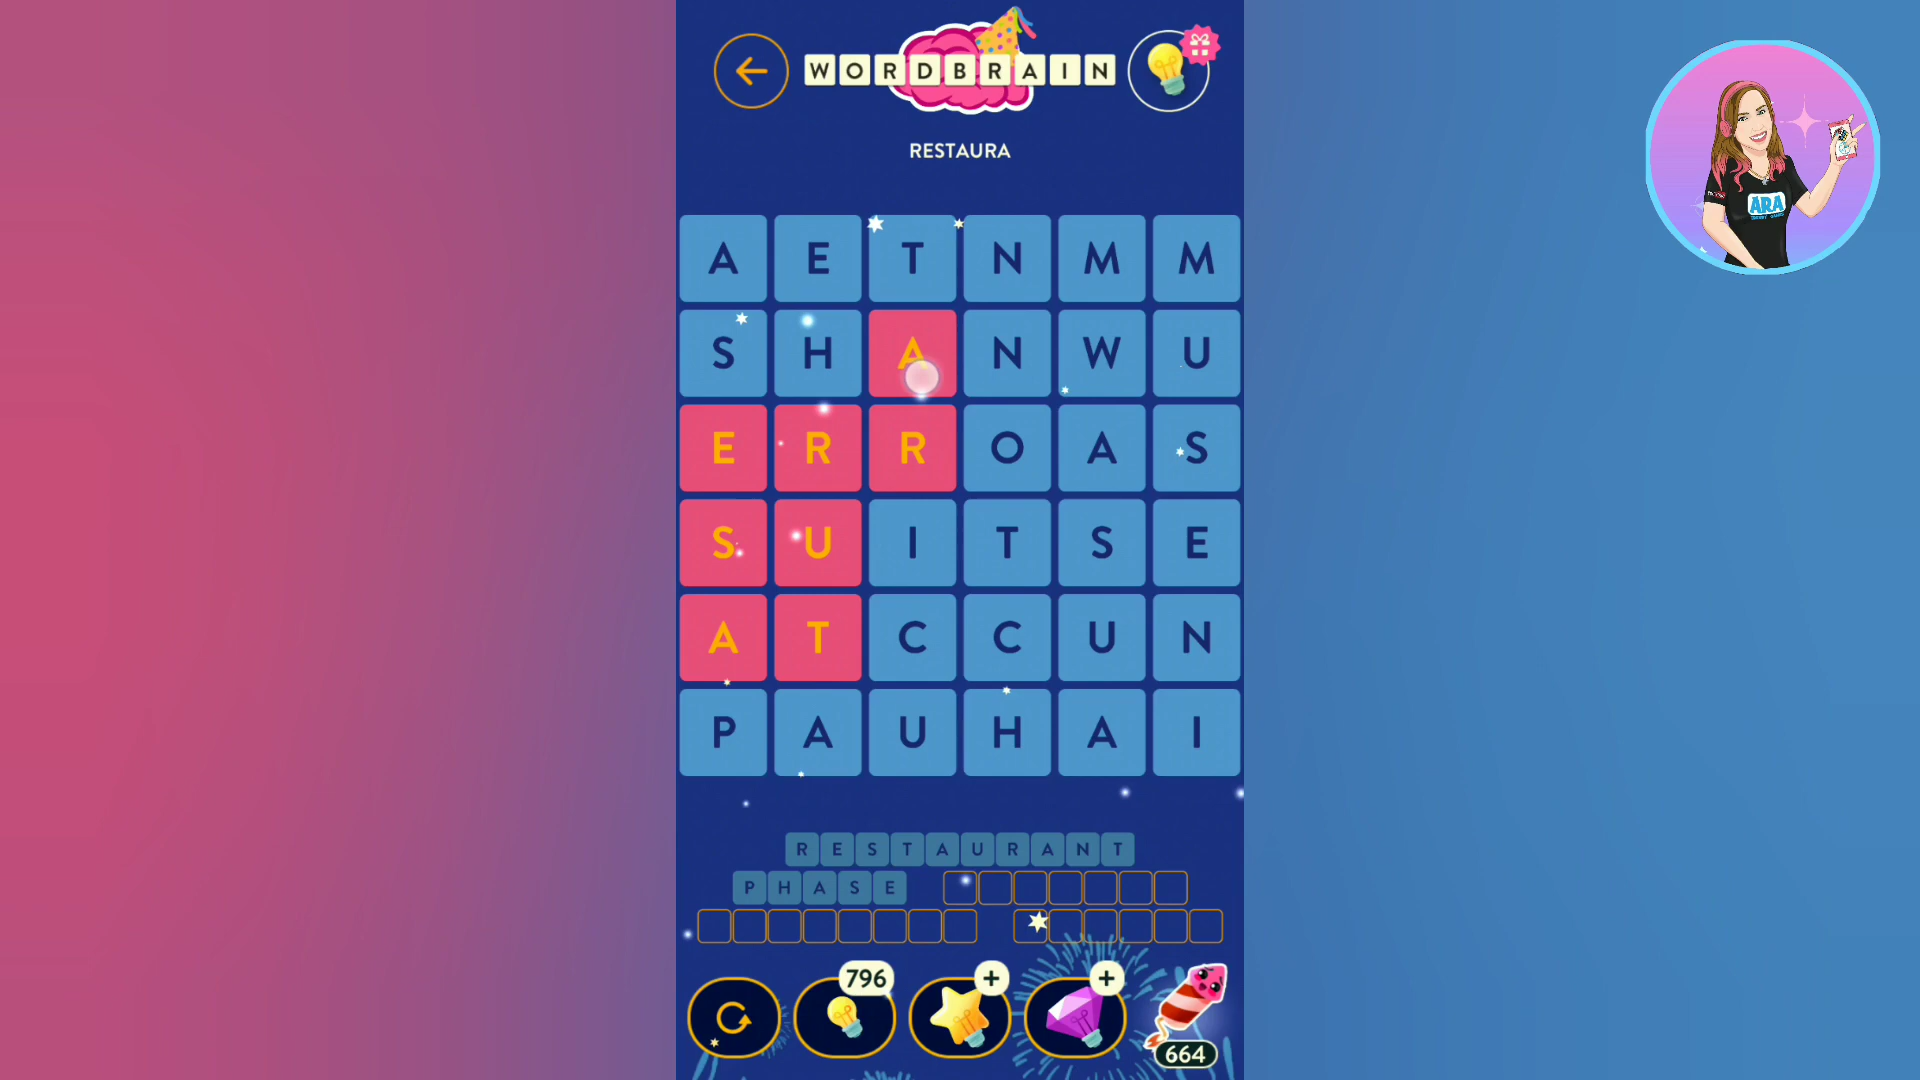 WORDBRAIN
RESTAURA
A E T N M M
S H A N W U
E R R O A S
S U I T S E
A T C C U N
P A U H A I
RESTAURANT
PHASE
796 + +
664
ARA